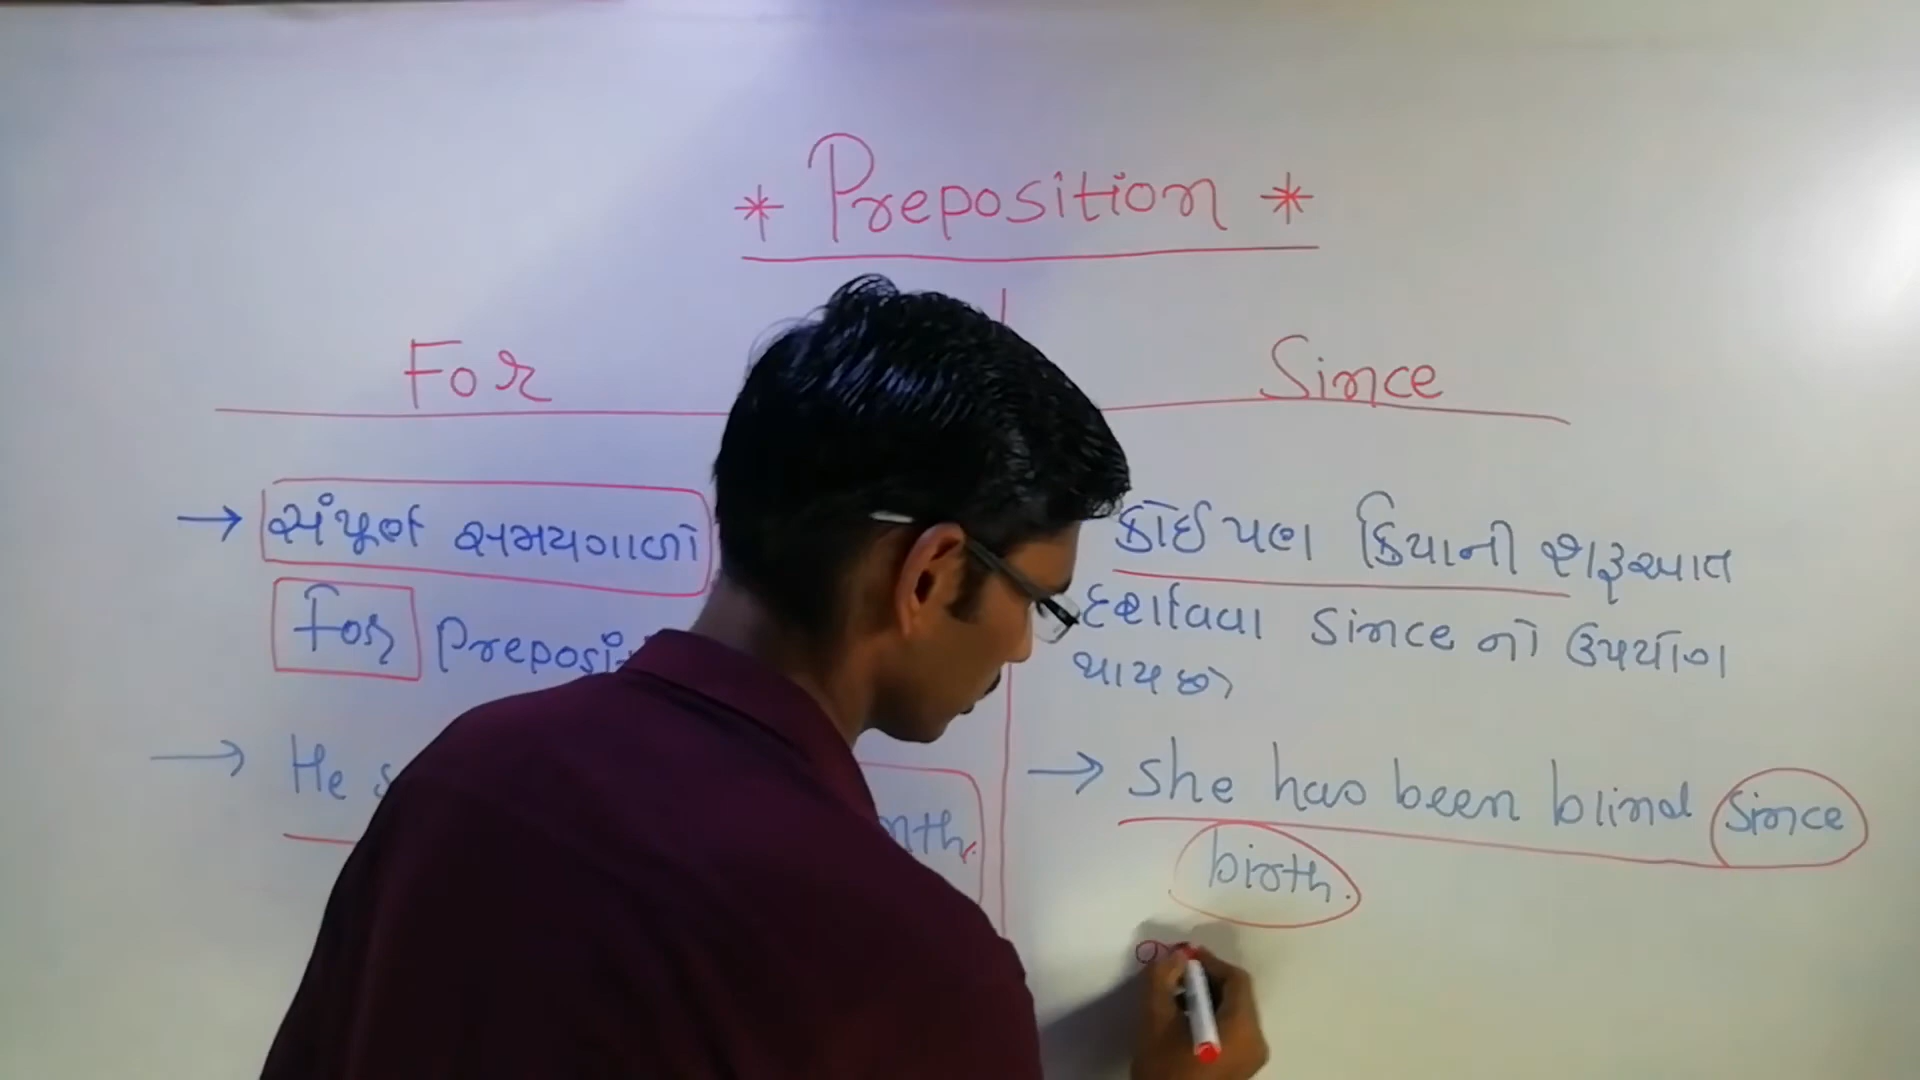 * Preposition *
For
Since
→ સંપૂર્ણ સમયગાળો
For Preposi
→ He
nth.
કોઈ પણ ક્રિયાની શરૂઆત
દર્શાવવા Since નો ઉપયોગ
થાય છે
→ She has been blind since
birth.